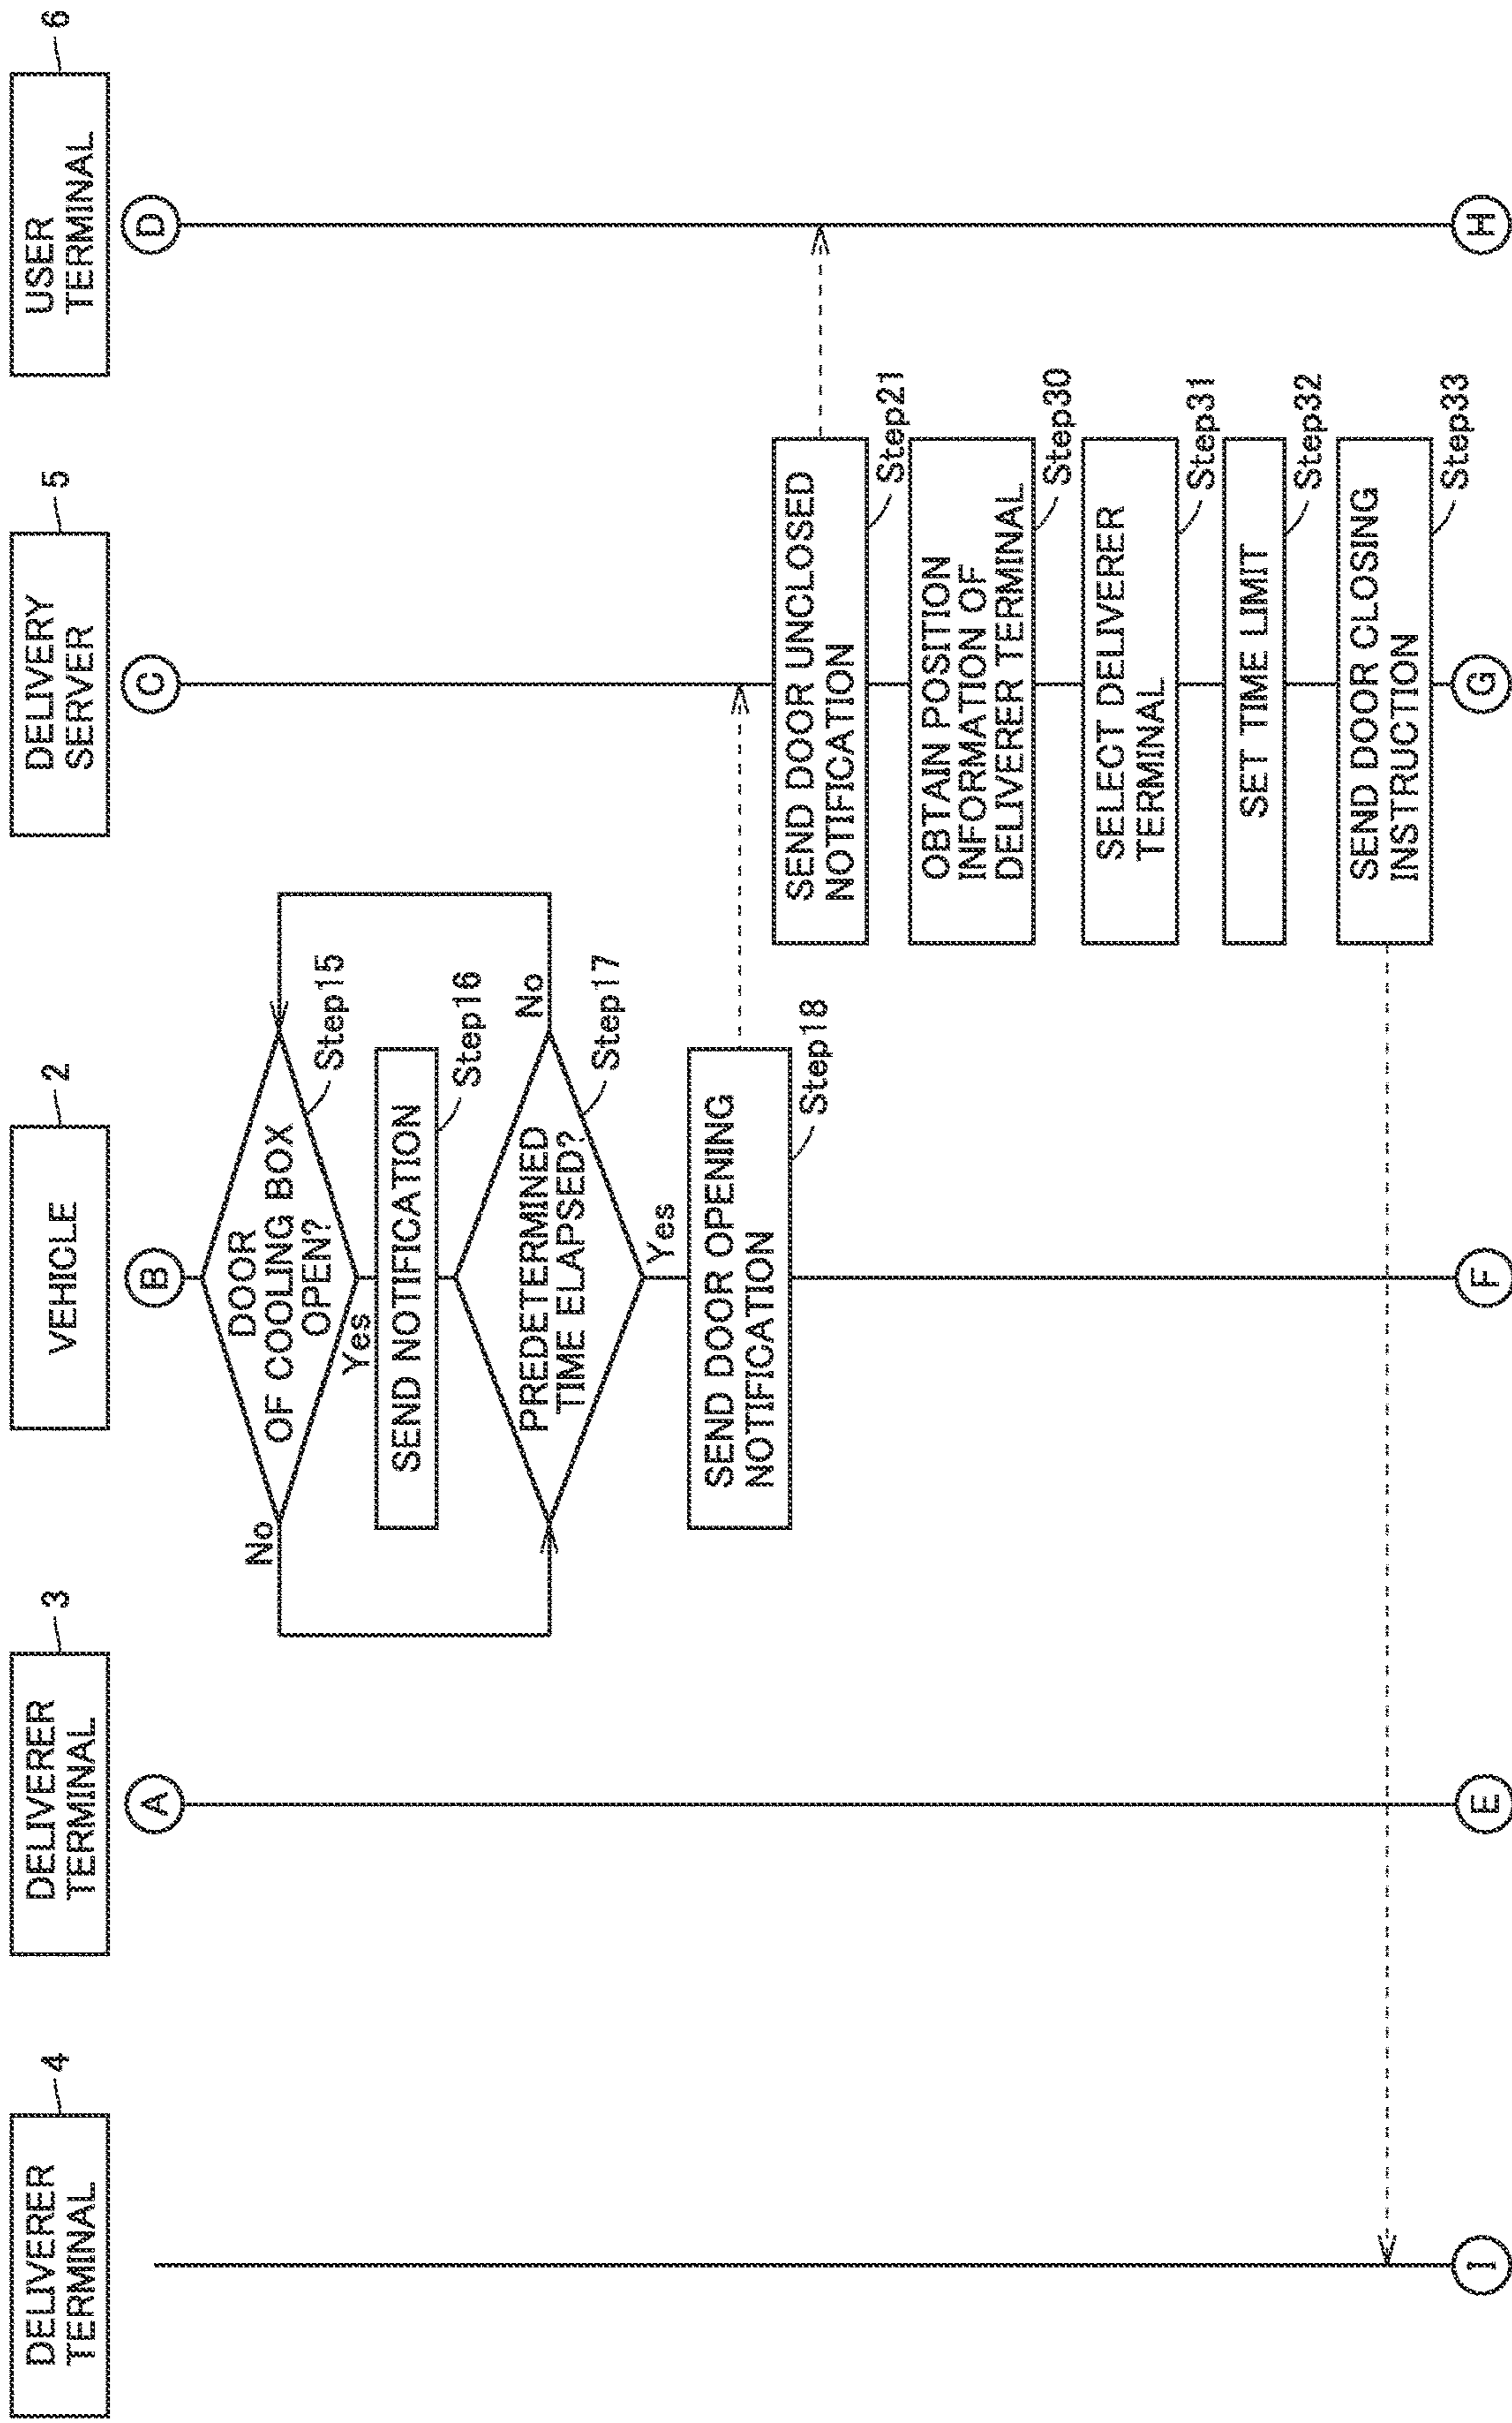 DELIVERER
TERMINAL
4
DELIVERER
TERMINAL
3
VEHICLE
2
DELIVERY
SERVER
5
USER
TERMINAL
6
A
B
C
D
DOOR
OF COOLING BOX
OPEN?
Step15
No
Yes
SEND NOTIFICATION
Step16
PREDETERMINED
TIME ELAPSED?
Step17
No
Yes
SEND DOOR OPENING
NOTIFICATION
Step18
SEND DOOR UNCLOSED
NOTIFICATION
Step21
OBTAIN POSITION
INFORMATION OF
DELIVERER TERMINAL
Step30
SELECT DELIVERER
TERMINAL
Step31
SET TIME LIMIT
Step32
SEND DOOR CLOSING
INSTRUCTION
Step33
I
E
F
G
H